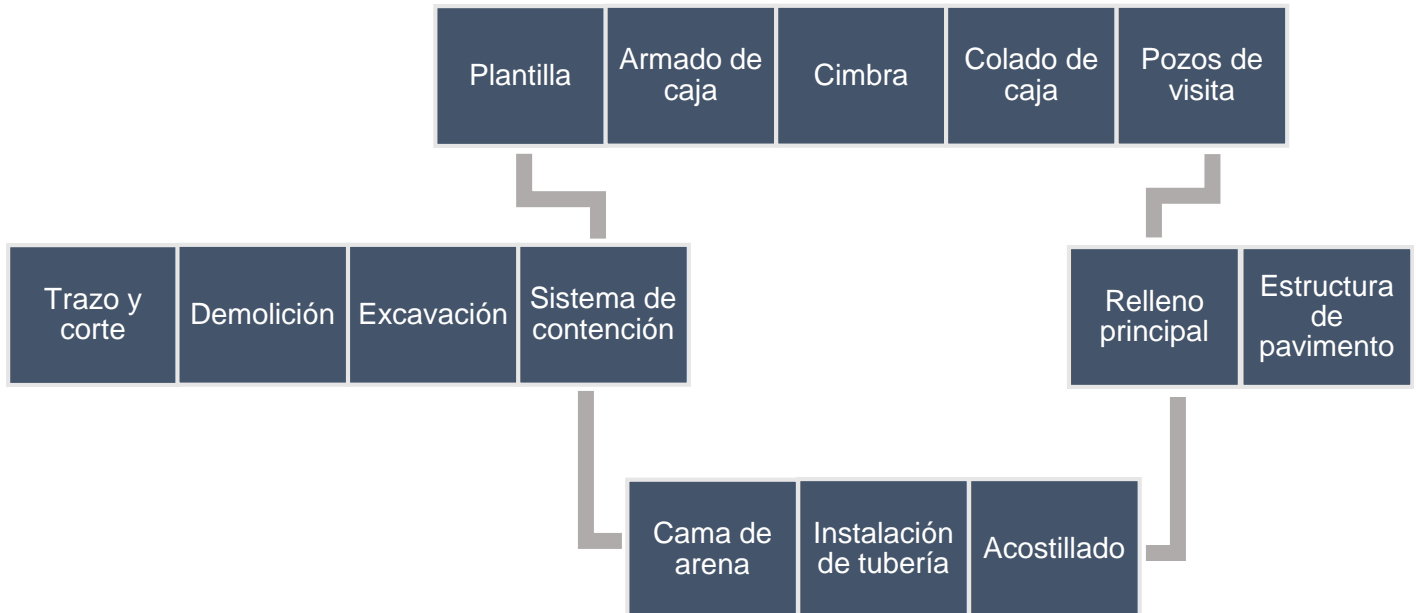 Plantilla
Armado de
caja
Cimbra
Colado de
caja
Pozos de
visita
Trazo y
corte
Demolición
Excavación
Sistema de
contención
Relleno
principal
Estructura
de
pavimento
Cama de
arena
Instalación
de tubería
Acostillado